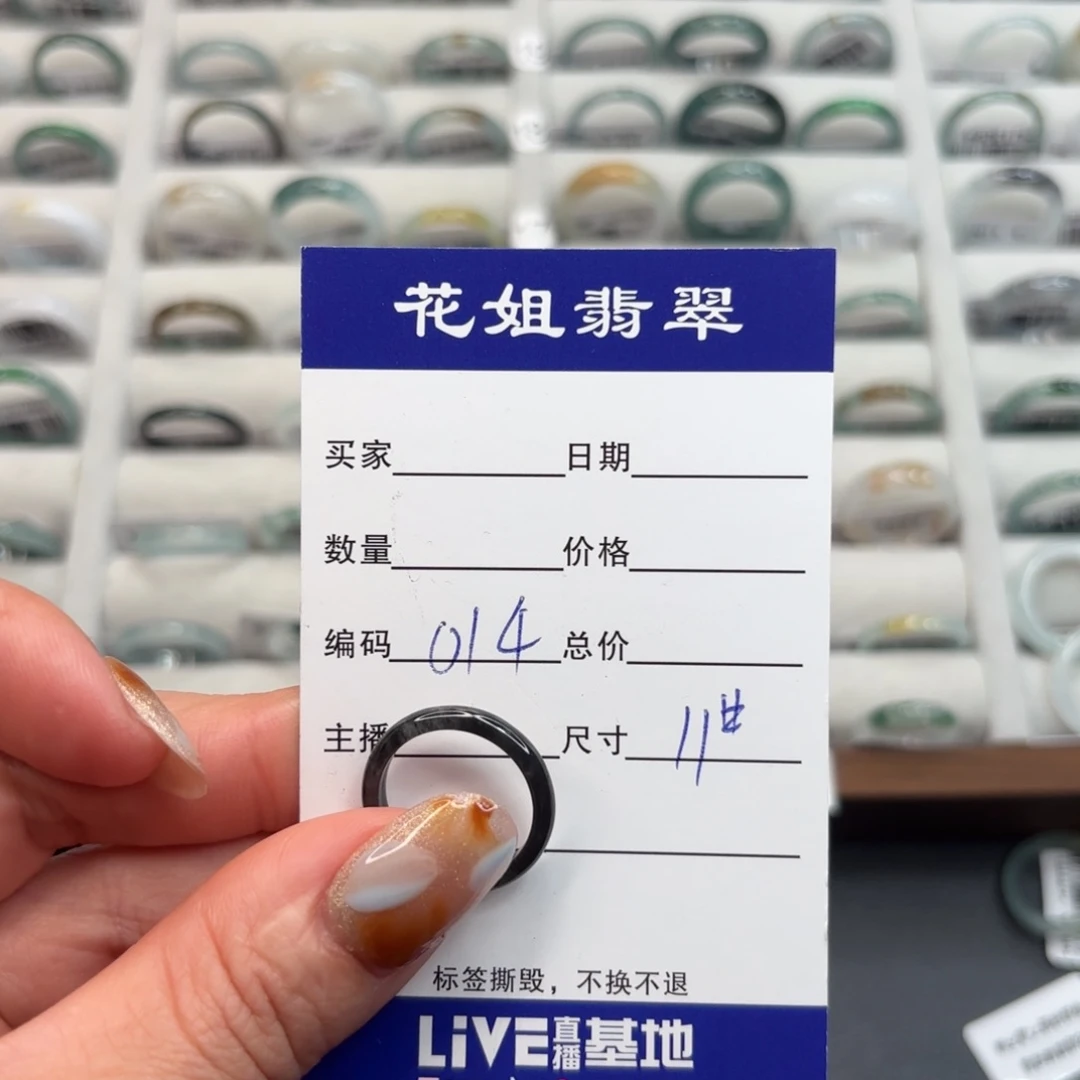 花姐翡翠
买家 日期
数量 价格
编码 014 总价
主播 尺寸 11#
标签撕毁，不换不退
LiVE直播基地